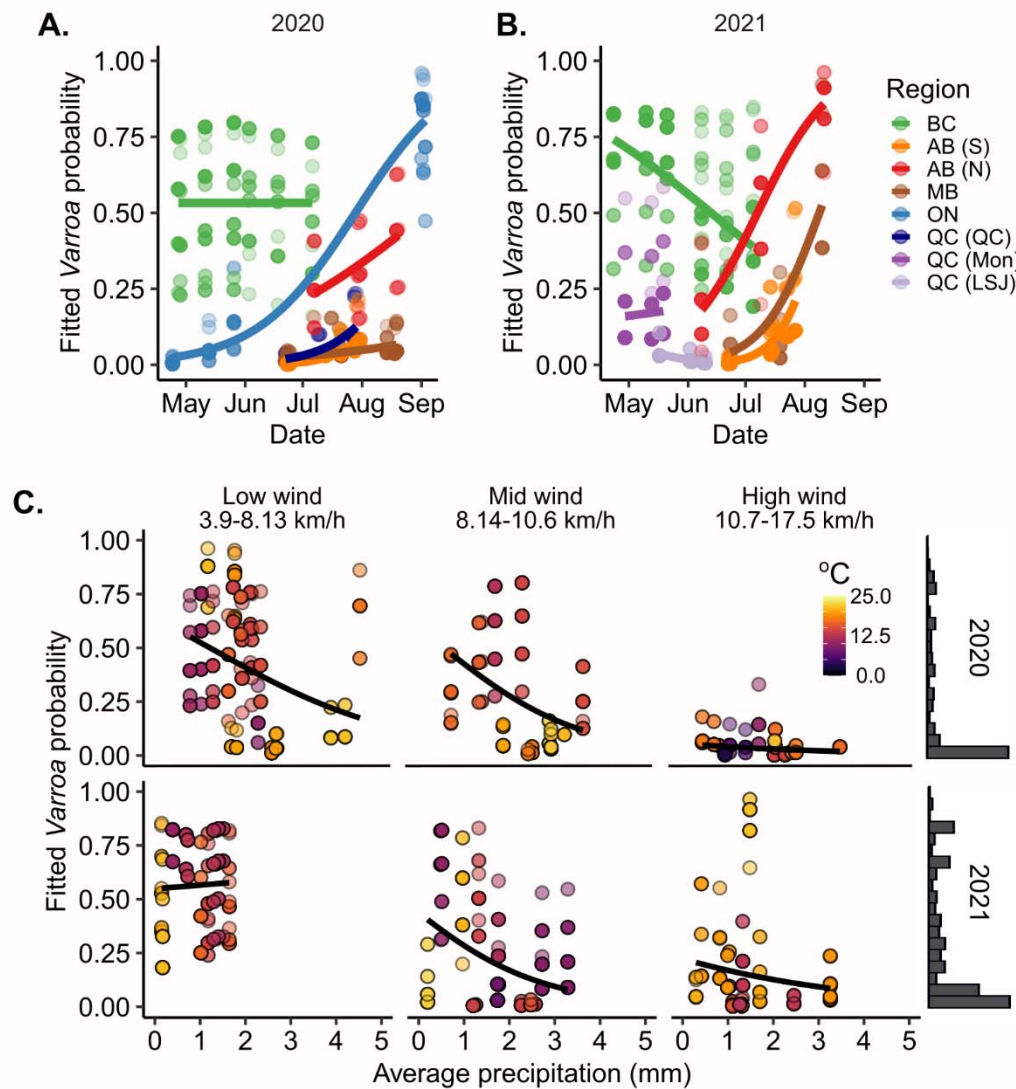 A.
2020
B.
2021
Fitted Varroa probability
1.00
0.75
0.50
0.25
0.00
May Jun Jul Aug Sep
Date
Fitted Varroa probability
1.00
0.75
0.50
0.25
0.00
May Jun Jul Aug Sep
Date
Region
BC
AB (S)
AB (N)
MB
ON
QC (QC)
QC (Mon)
QC (LSJ)
C.
Low wind
3.9-8.13 km/h
Mid wind
8.14-10.6 km/h
High wind
10.7-17.5 km/h
Fitted Varroa probability
1.00
0.75
0.50
0.25
0.00
°C
25.0
12.5
0.0
2020
Fitted Varroa probability
1.00
0.75
0.50
0.25
0.00
2021
0 1 2 3 4 5
0 1 2 3 4 5
0 1 2 3 4 5
Average precipitation (mm)